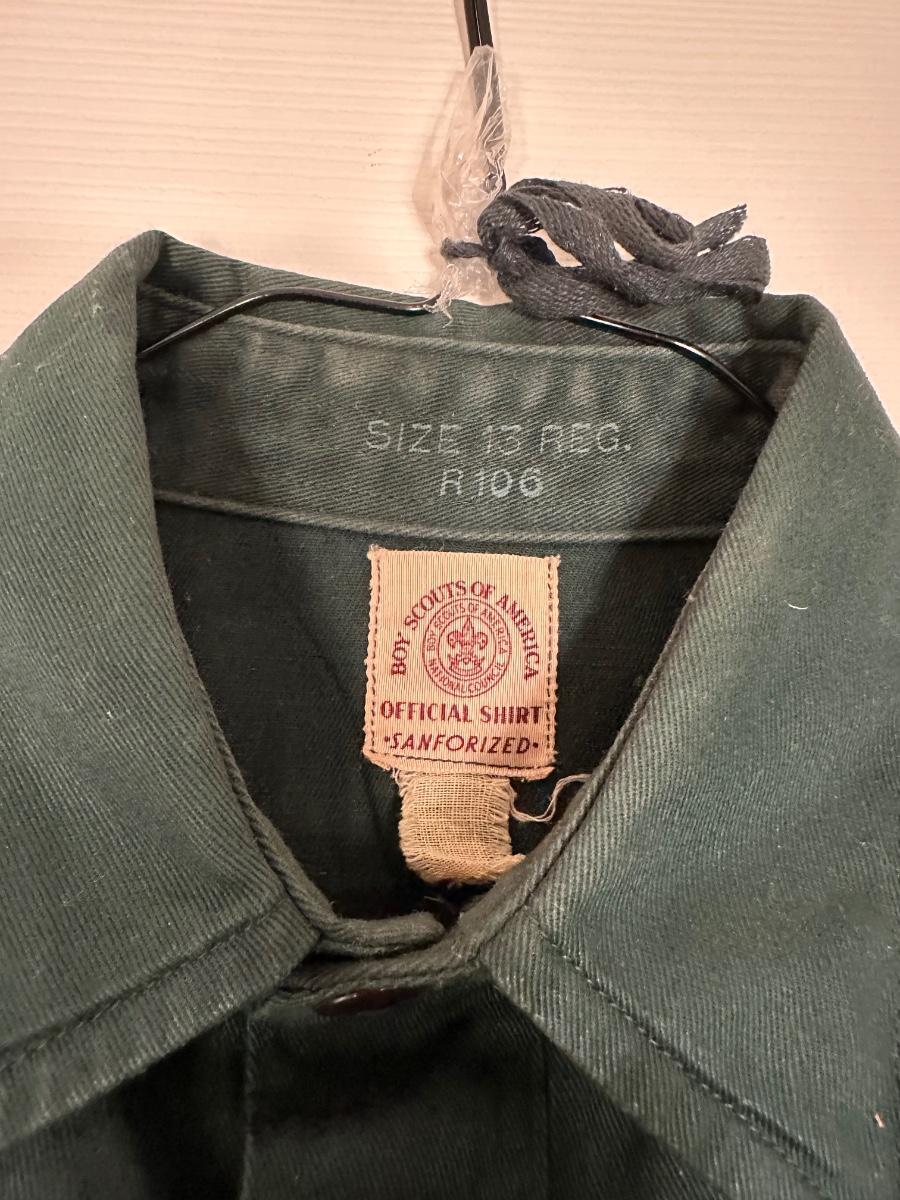 SIZE 13 REG.
R106
BOY SCOUTS OF AMERICA
BOY SCOUTS OF AMERICA
NATIONAL COUNCIL
OFFICIAL SHIRT
•SANFORIZED•